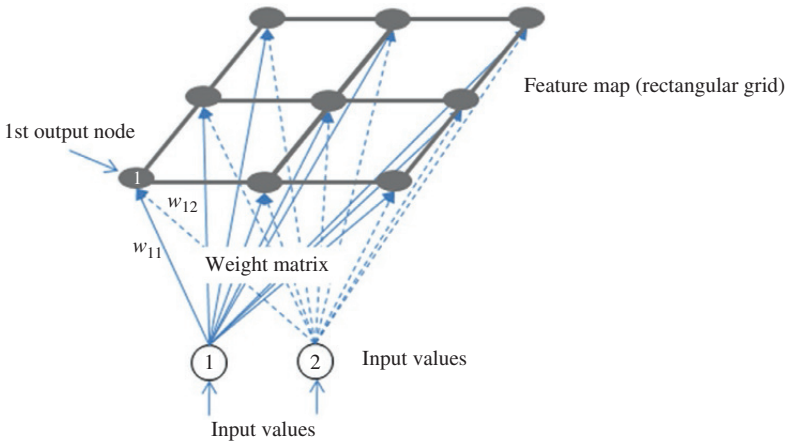 Feature map (rectangular grid)
1st output node
1
w12
w11
Weight matrix
1
2
Input values
Input values